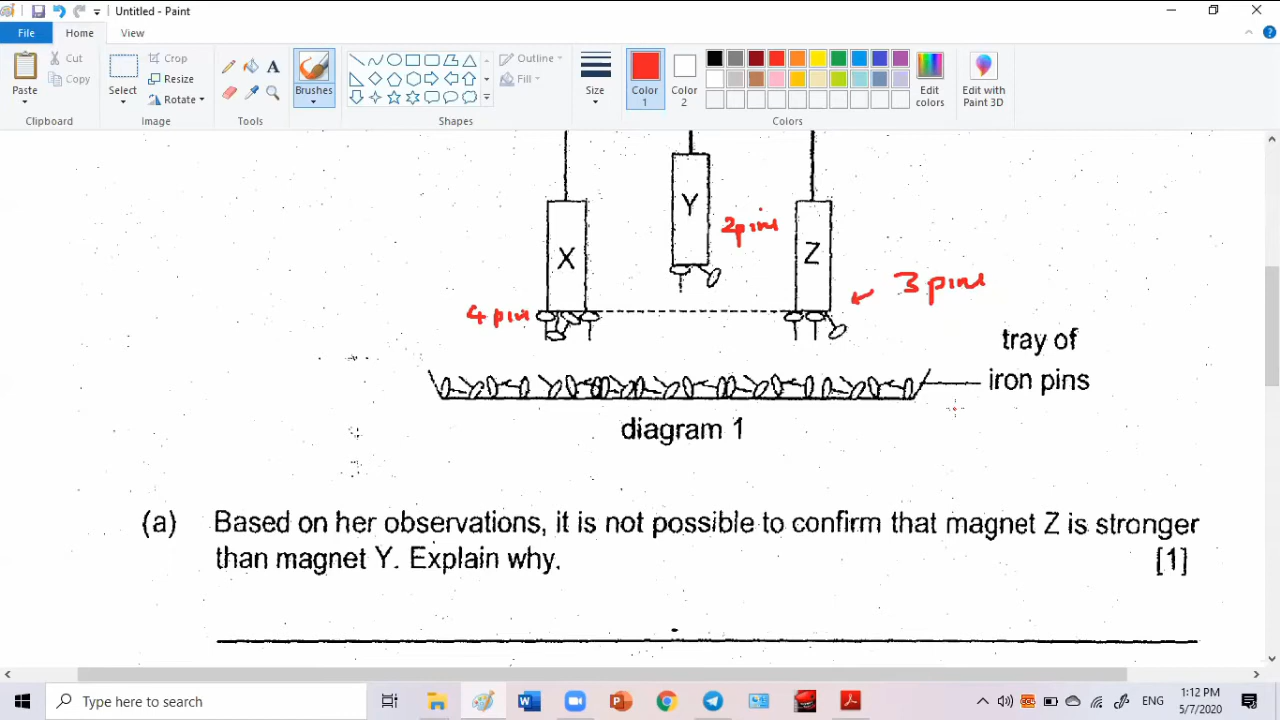 Untitled - Paint
File
Home
View
Paste
Cut
Copy
Clipboard
Select
Crop
Resize
Rotate
Image
A
Tools
Brushes
Outline
Fill
Shapes
Size
Color 1
Color 2
Edit colors
Edit with Paint 3D
Colors
X
Y
Z
2 pins
4 pins
3 pins
tray of
iron pins
diagram 1
(a) Based on her observations, it is not possible to confirm that magnet Z is stronger
than magnet Y. Explain why. [1]
Type here to search
ENG
1:12 PM
5/7/2020